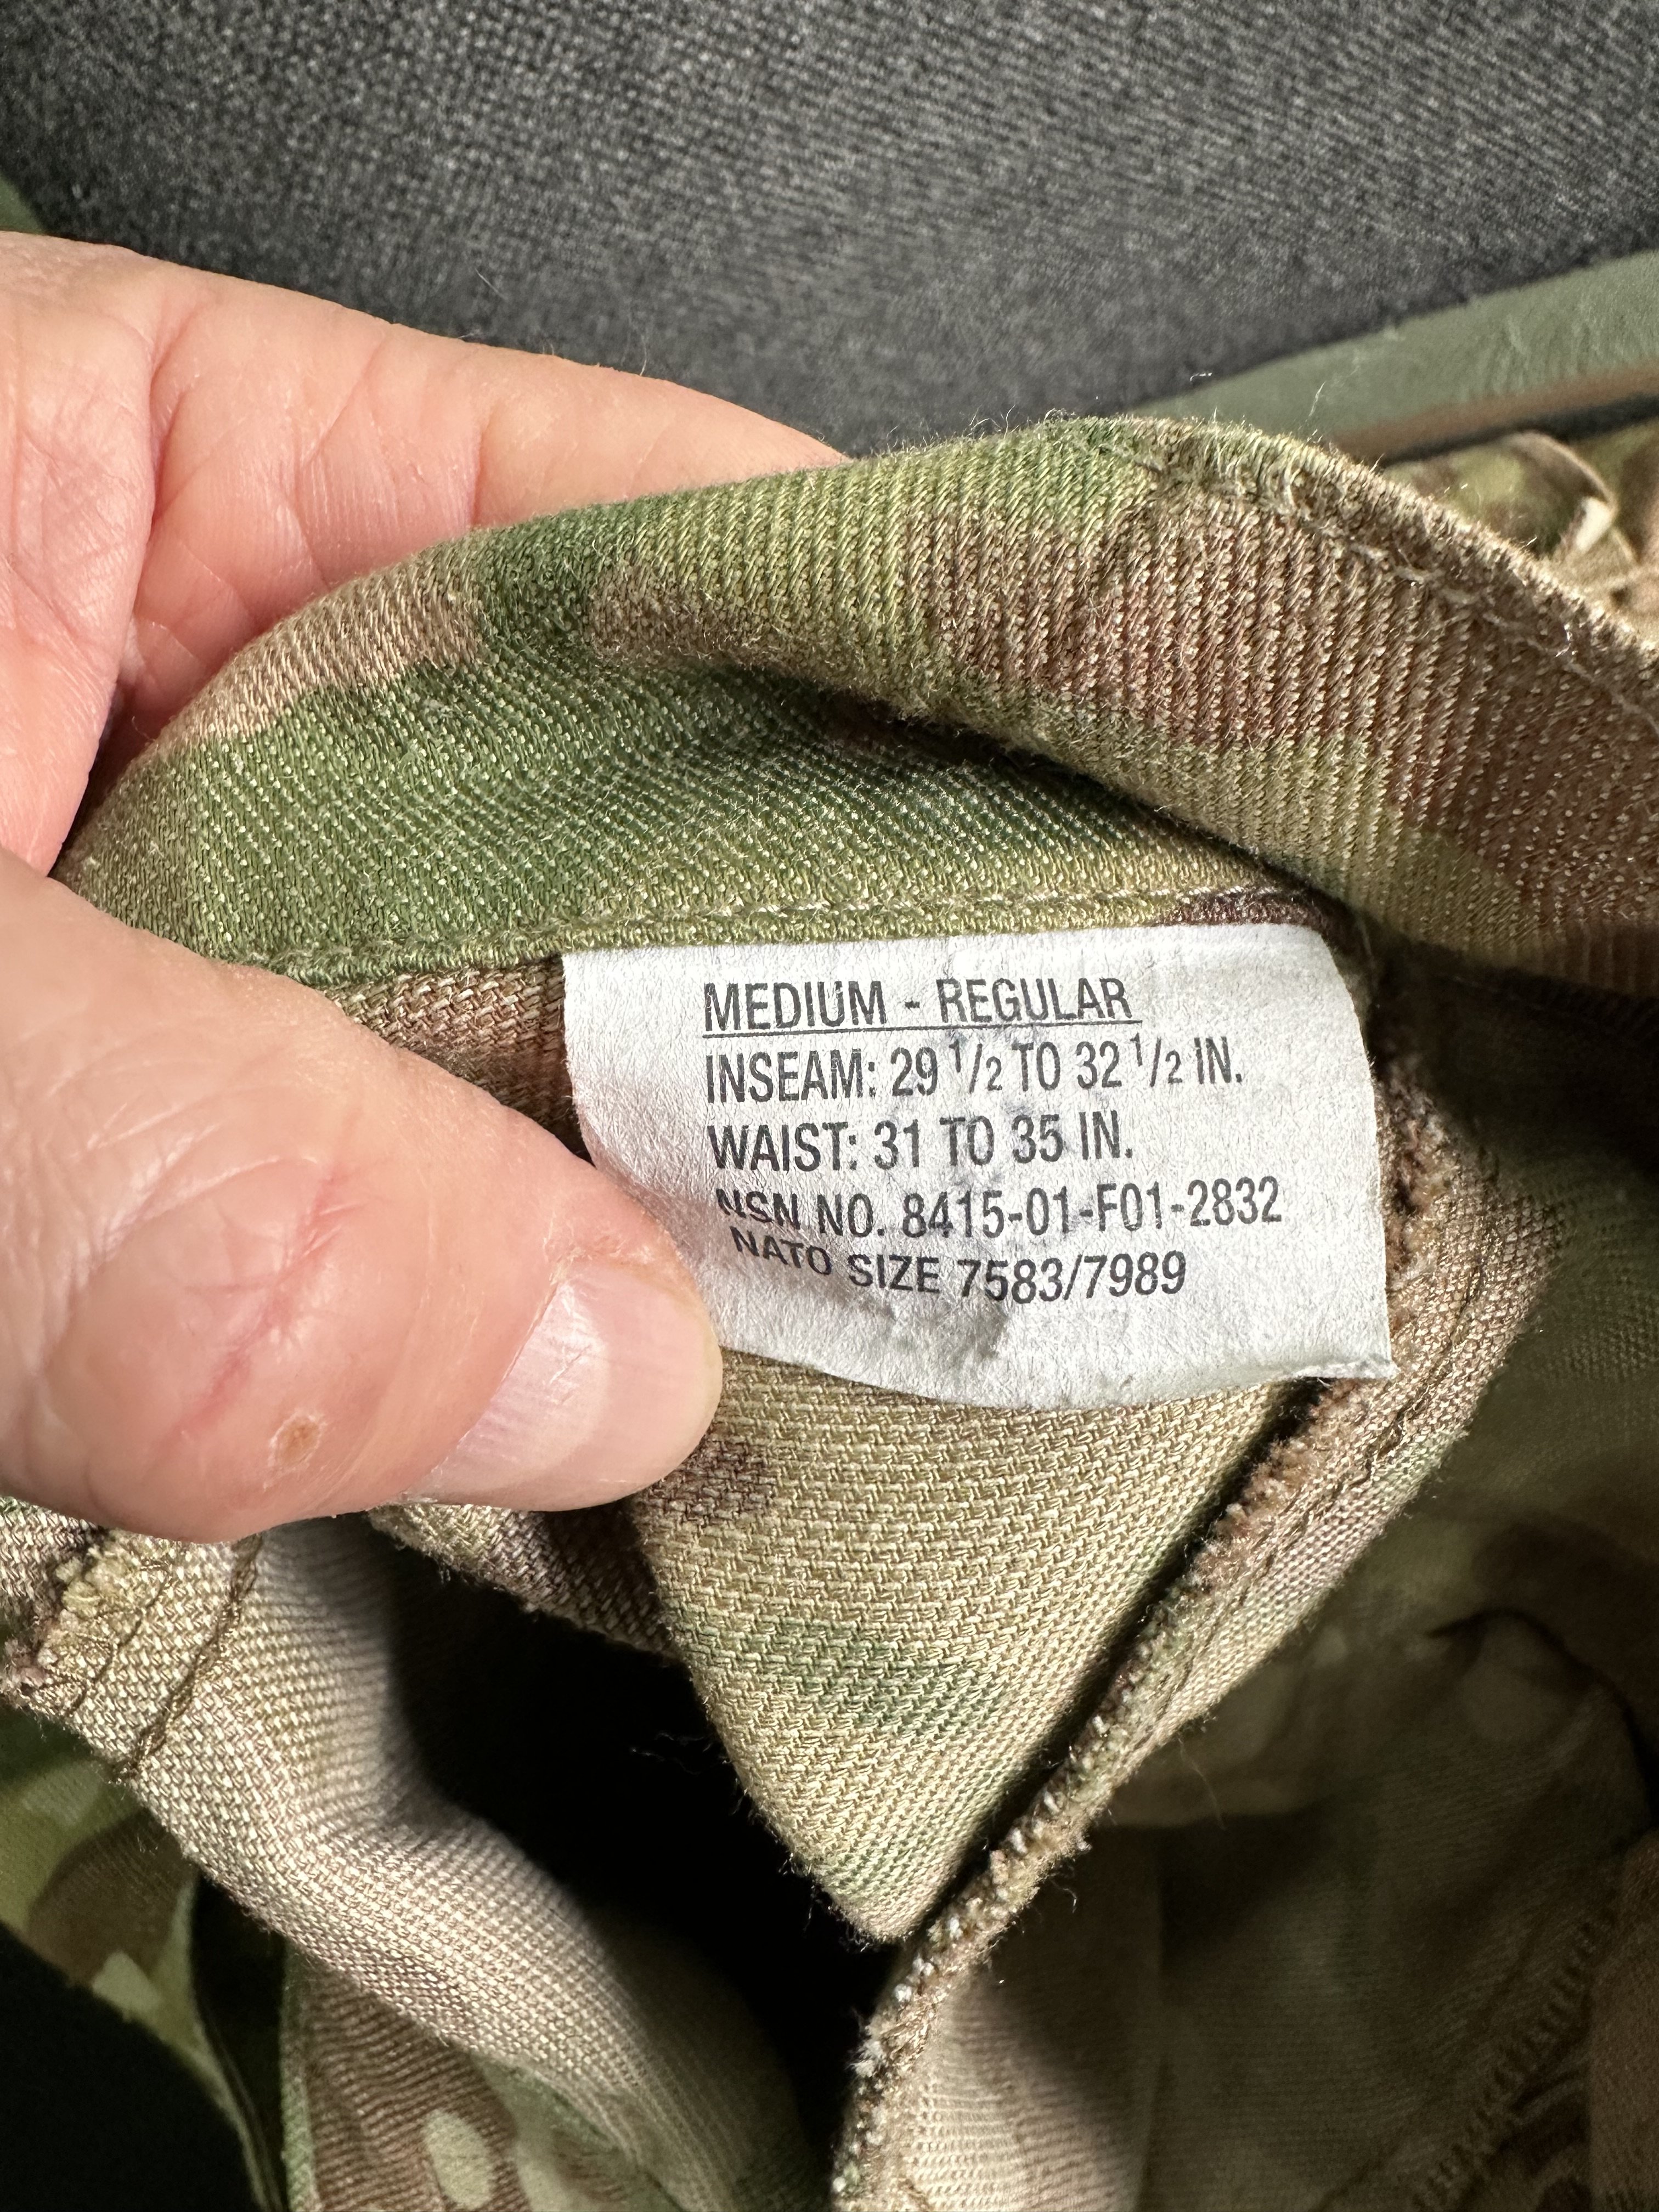 MEDIUM - REGULAR
INSEAM: 29 1/2 TO 32 1/2 IN.
WAIST: 31 TO 35 IN.
NSN NO. 8415-01-F01-2832
NATO SIZE 7583/7989